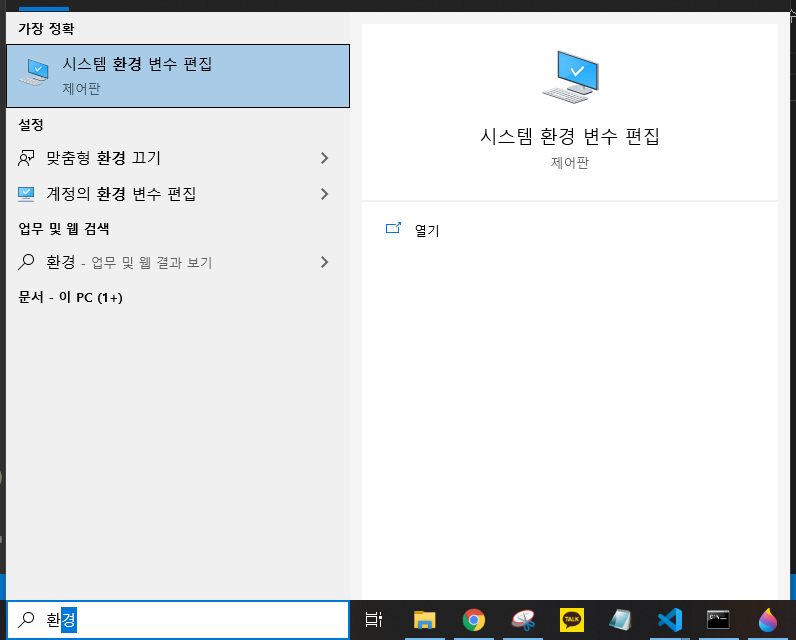 가장 정확
시스템 환경 변수 편집
제어판
설정
맞춤형 환경 끄기
계정의 환경 변수 편집
업무 및 웹 검색
환경 - 업무 및 웹 결과 보기
문서 - 이 PC (1+)
시스템 환경 변수 편집
제어판
열기
환경
TALK